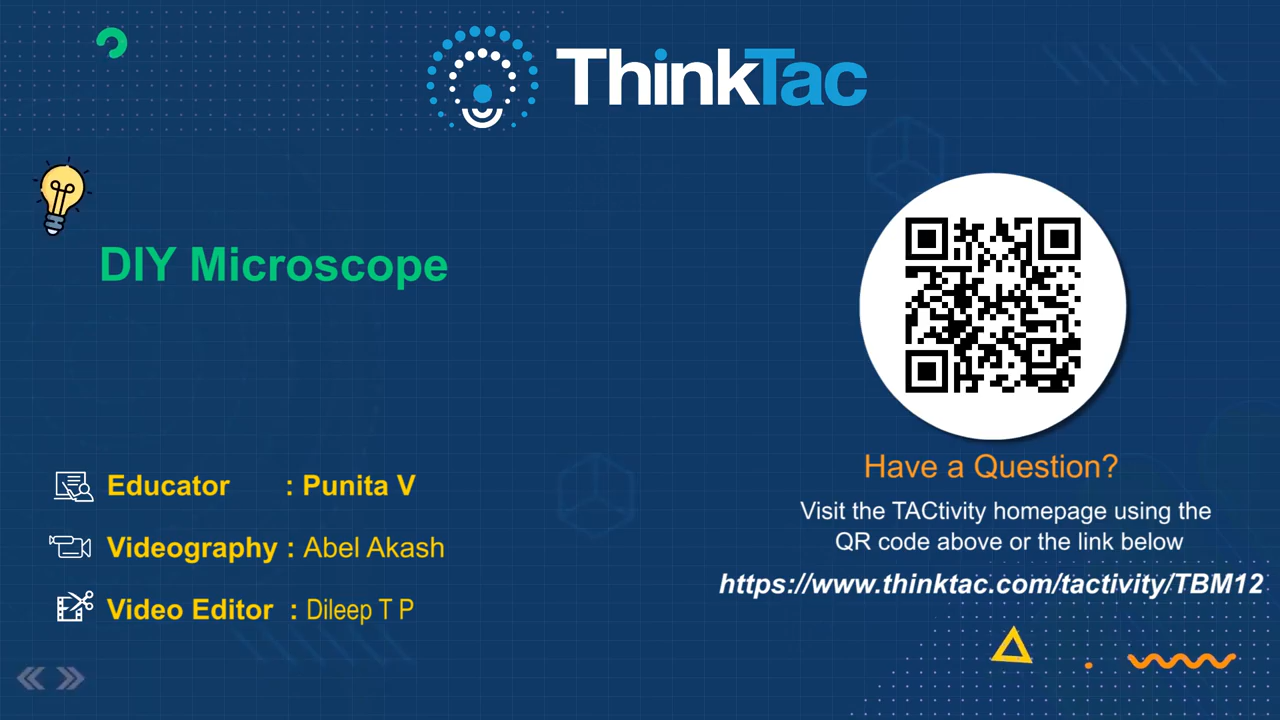 ThinkTac
DIY Microscope
Educator : Punita V
Videography : Abel Akash
Video Editor : Dileep T P
Have a Question?
Visit the TACtivity homepage using the
QR code above or the link below
https://www.thinktac.com/tactivity/TBM12